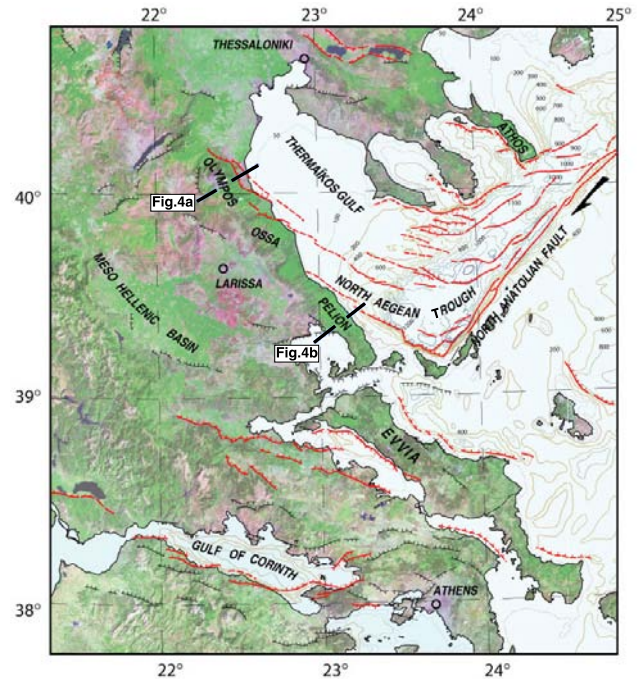 22° 23° 24° 25°
THESSALONIKI
ATHOS
THERMAÏKOS GULF
40°
OLYMPOS
Fig.4a
OSSA
LARISSA
MESO HELLENIC BASIN
NORTH AEGEAN TROUGH
NORTH ANATOLIAN FAULT
PELION
Fig.4b
39°
EVVIA
GULF OF CORINTH
ATHENS
38°
22° 23° 24°